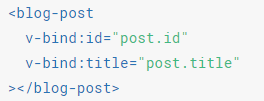 <blog-post
  v-bind:id="post.id"
  v-bind:title="post.title"
></blog-post>